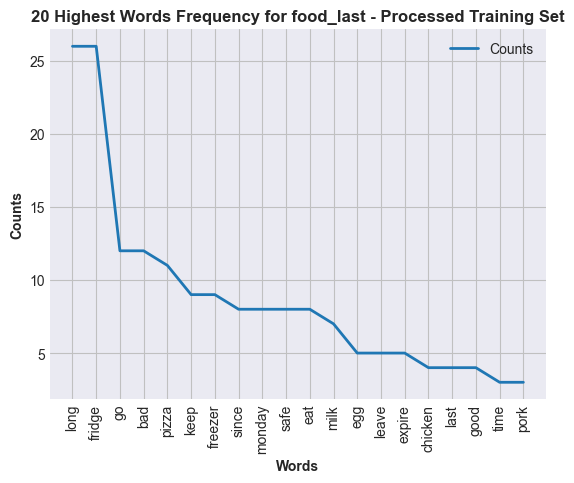 20 Highest Words Frequency for food_last - Processed Training Set
Counts
25
20
15
10
5
Counts
long
fridge
go
bad
pizza
keep
freezer
since
monday
safe
eat
milk
egg
leave
expire
chicken
last
good
time
pork
Words